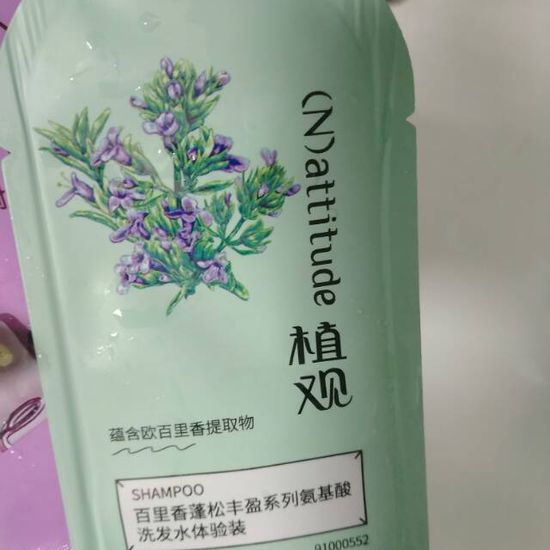 (N)attitude
植观
蕴含欧百里香提取物
SHAMPOO
百里香蓬松丰盈系列氨基酸
洗发水体验装
91000552